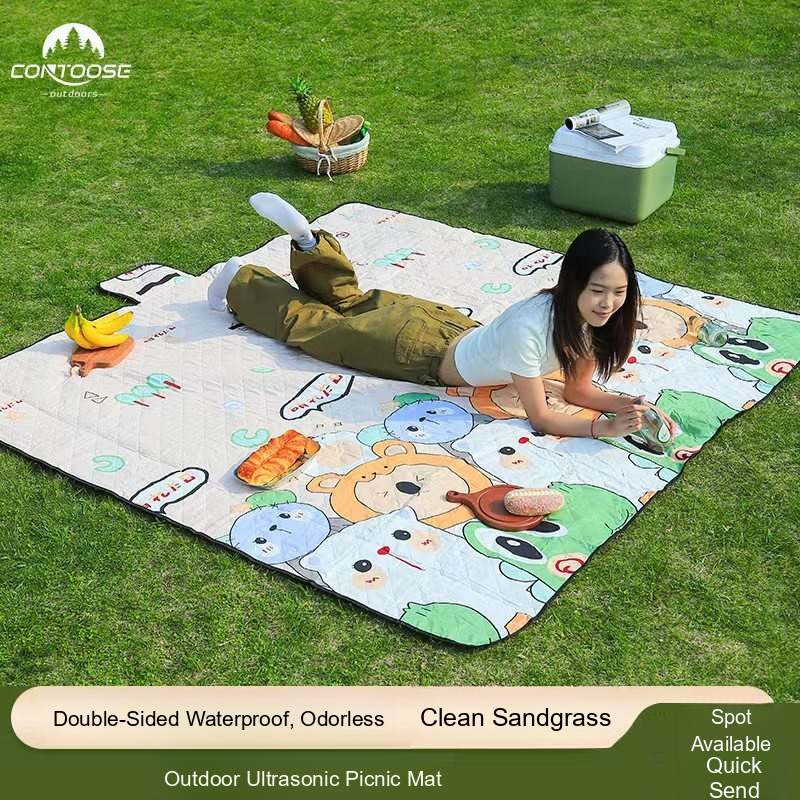 CONTOOSE
outdoors
Double-Sided Waterproof, Odorless
Clean Sandgrass
Spot
Available
Quick
Send
Outdoor Ultrasonic Picnic Mat